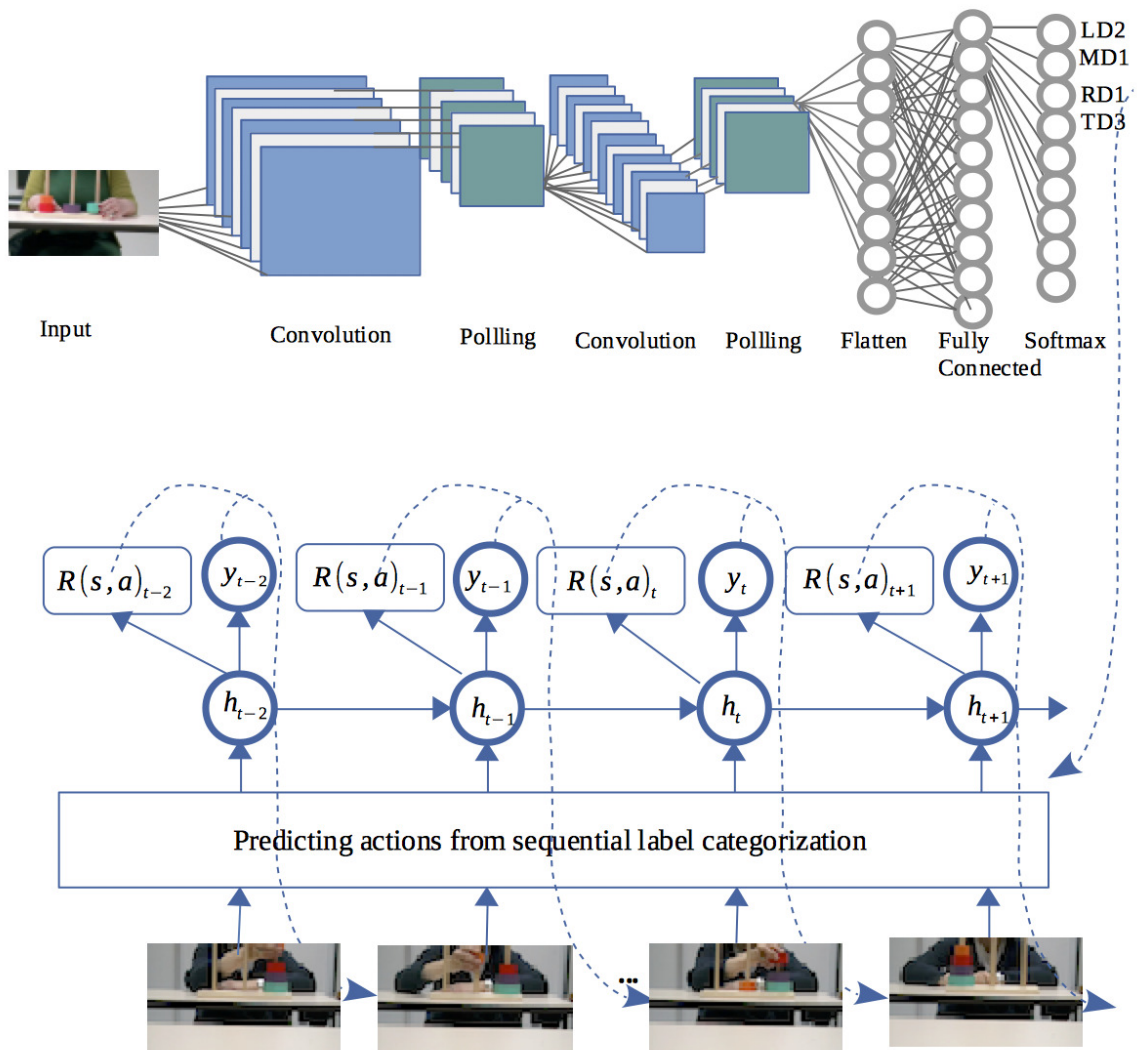 LD2
MD1
RD1
TD3
Input
Convolution
Pollling
Convolution
Pollling
Flatten
Fully
Connected
Softmax
R(s,a)t−2
yt−2
R(s,a)t−1
yt−1
R(s,a)t
yt
R(s,a)t+1
yt+1
ht−2
ht−1
ht
ht+1
Predicting actions from sequential label categorization
...